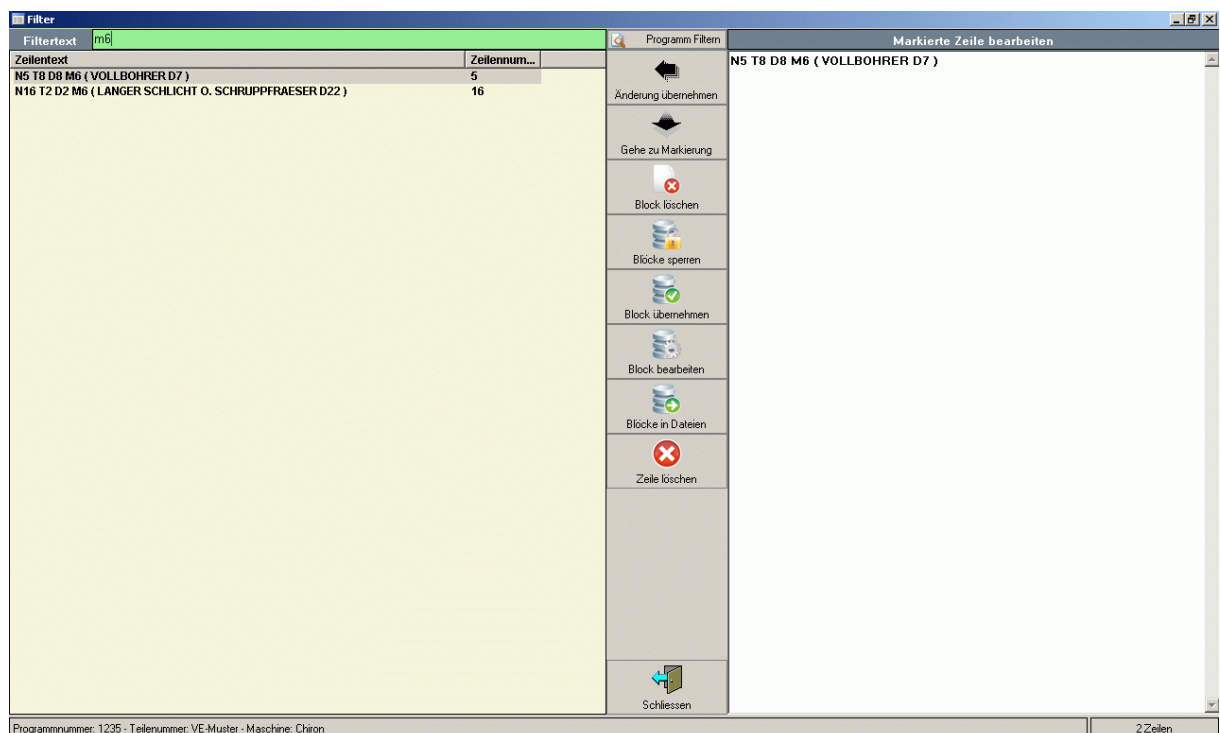 Filter
Filtertext m6 Programm Filtern Markierte Zeile bearbeiten
Zeilentext Zeilennum...
N5 T8 D8 M6 ( VOLLBOHRER D7 ) 5
N16 T2 D2 M6 ( LANGER SCHLICHT O. SCHRUPPFRAESER D22 ) 16
Änderung übernehmen
Gehe zu Markierung
Block löschen
Blöcke sperren
Block übernehmen
Block bearbeiten
Blöcke in Dateien
Zeile löschen
Schliessen
N5 T8 D8 M6 ( VOLLBOHRER D7 )
Programmnummer: 1235 - Teilenummer: VE-Muster - Maschine: Chiron 2 Zeilen